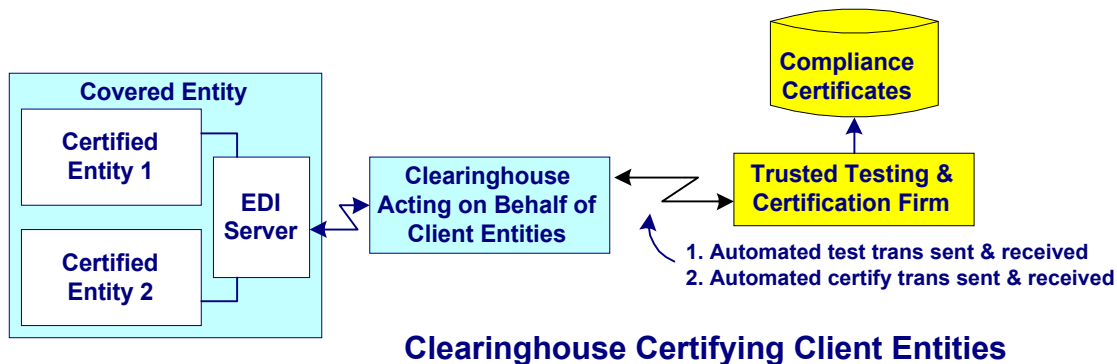 Covered Entity
Certified
Entity 1
EDI
Server
Certified
Entity 2
Clearinghouse
Acting on Behalf of
Client Entities
Compliance
Certificates
Trusted Testing &
Certification Firm
1. Automated test trans sent & received
2. Automated certify trans sent & received
Clearinghouse Certifying Client Entities